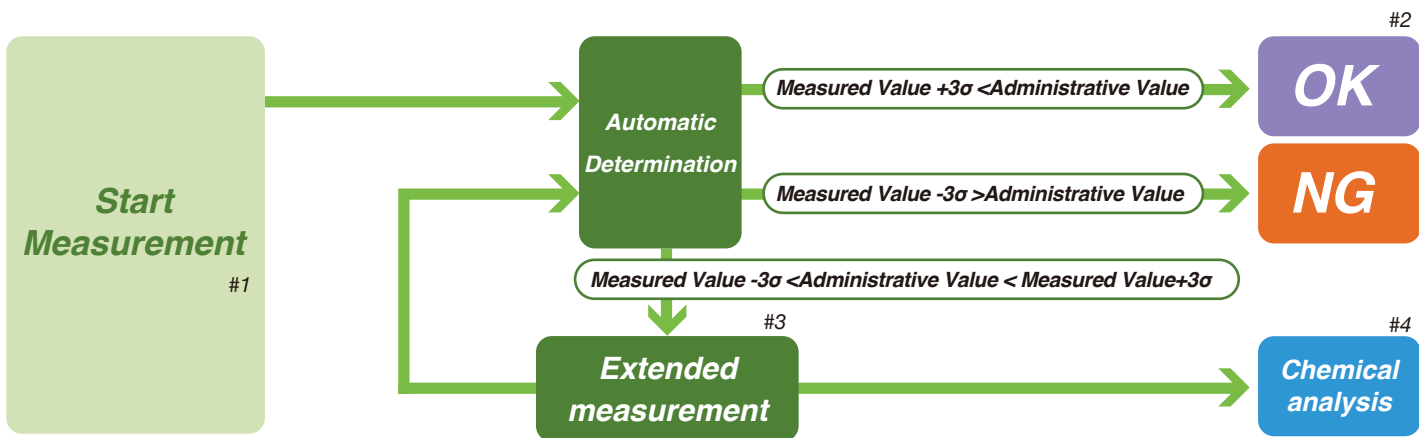 #2
OK
Measured Value +3σ <Administrative Value
Automatic
Determination
Measured Value -3σ >Administrative Value
NG
Start
Measurement
#1
Measured Value -3σ <Administrative Value < Measured Value+3σ
#3
#4
Extended
measurement
Chemical
analysis